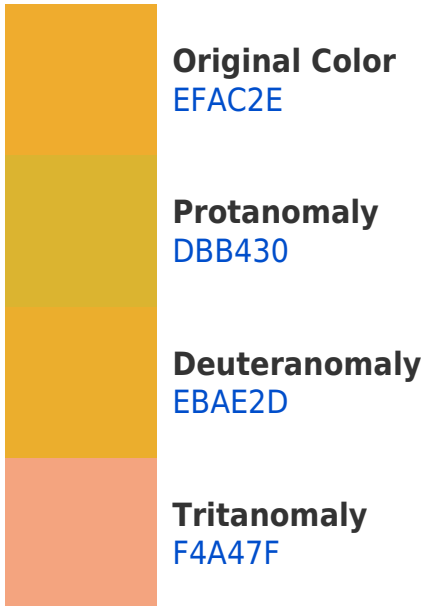 Original Color
EFAC2E
Protanomaly
DBB430
Deuteranomaly
EBAE2D
Tritanomaly
F4A47F